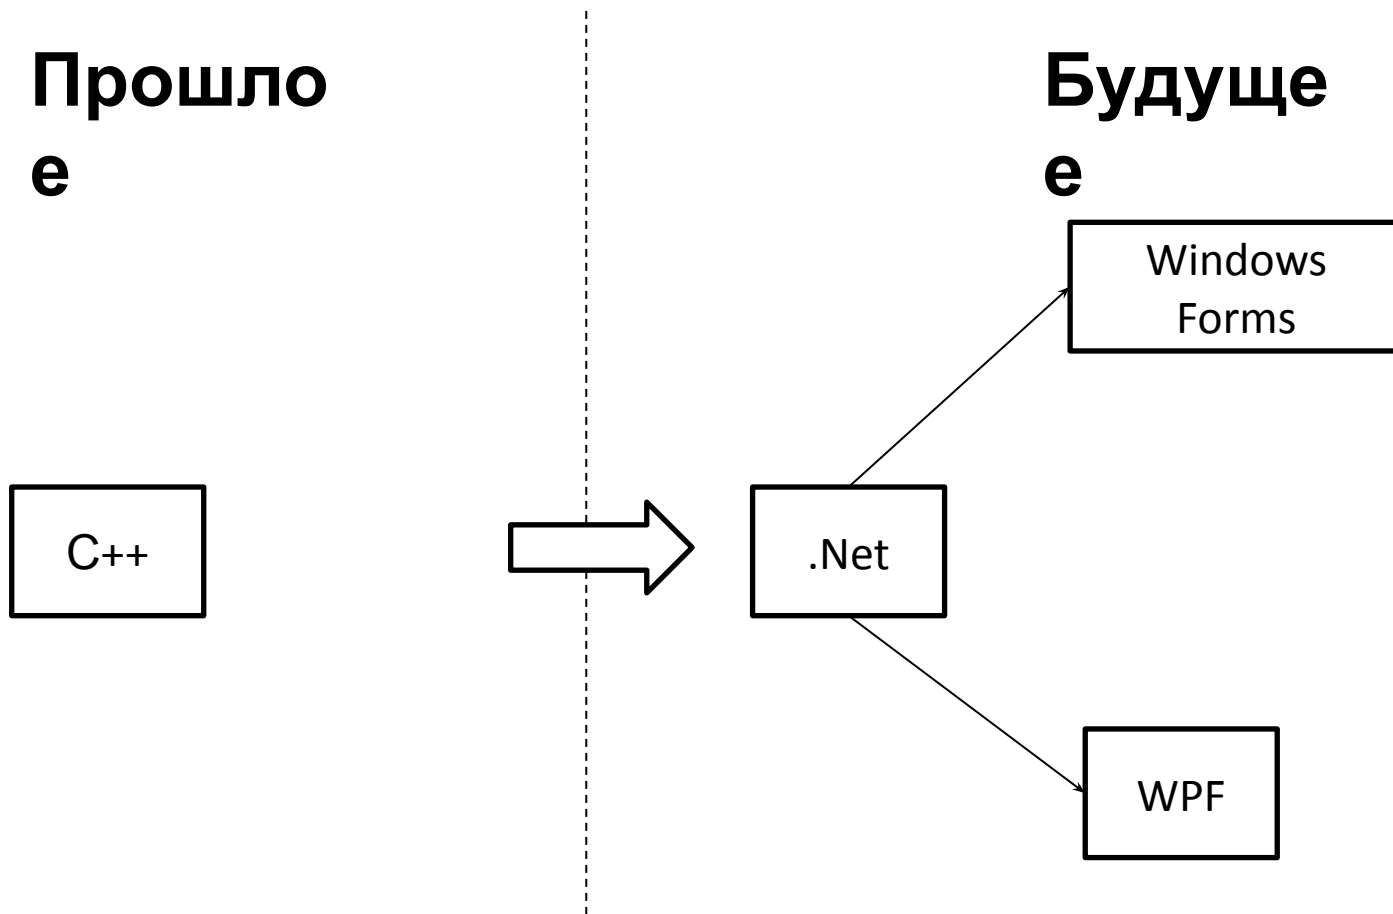 Прошло
е
Будуще
е
Windows
Forms
C++
.Net
WPF